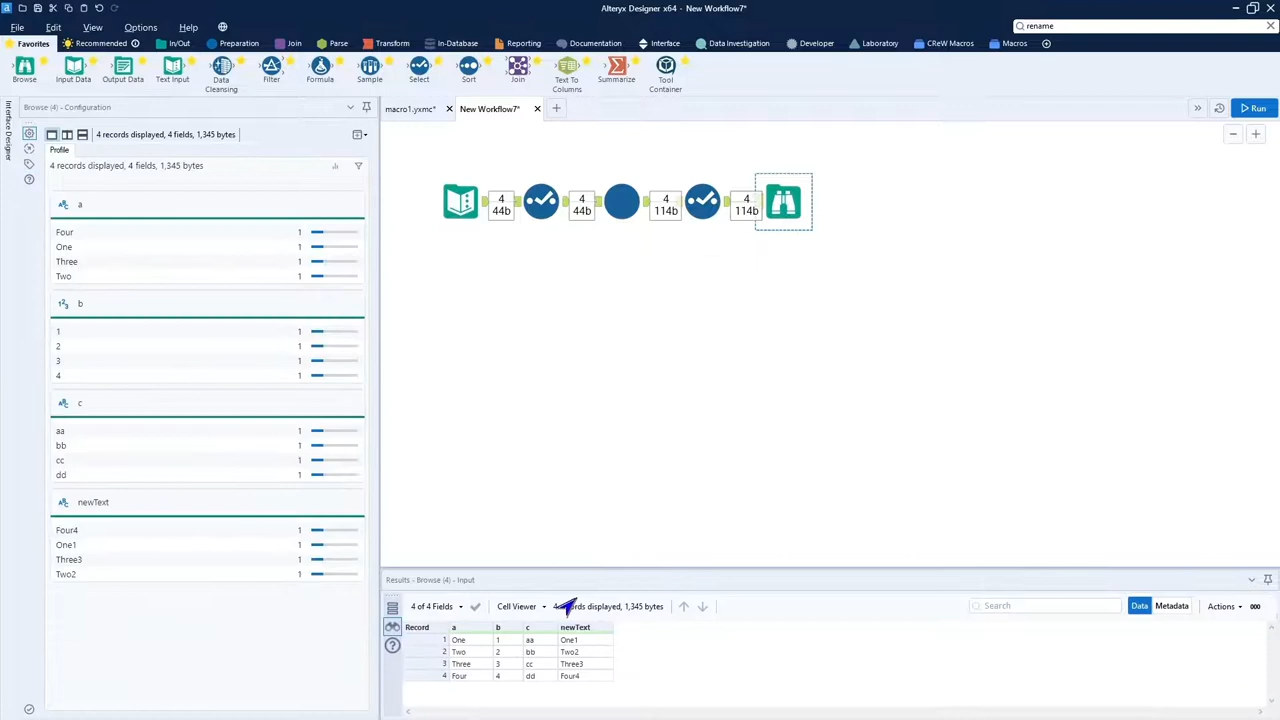 Alteryx Designer x64 - New Workflow7*
File Edit View Options Help
rename
Favorites Recommended In/Out Preparation Join Parse Transform In-Database Reporting Documentation Interface Data Investigation Developer Laboratory CReW Macros Macros
Browse Input Data Output Data Text Input Data Cleansing Filter Formula Sample Select Sort Join Text To Columns Summarize Tool Container
Interface Designer
Browse (4) - Configuration
macro1.yxmc* New Workflow7*
Run
4 records displayed, 4 fields, 1,345 bytes
Profile
4 records displayed, 4 fields, 1,345 bytes
a
Four 1
One 1
Three 1
Two 1
b
1 1
2 1
3 1
4 1
c
aa 1
bb 1
cc 1
dd 1
newText
Four4 1
One1 1
Three3 1
Two2 1
4 4 4 4
44b 44b 114b 114b
Results - Browse (4) - Input
4 of 4 Fields Cell Viewer 4 records displayed, 1,345 bytes Search Data Metadata Actions 000
Record a b c newText
1 One 1 aa One1
2 Two 2 bb Two2
3 Three 3 cc Three3
4 Four 4 dd Four4